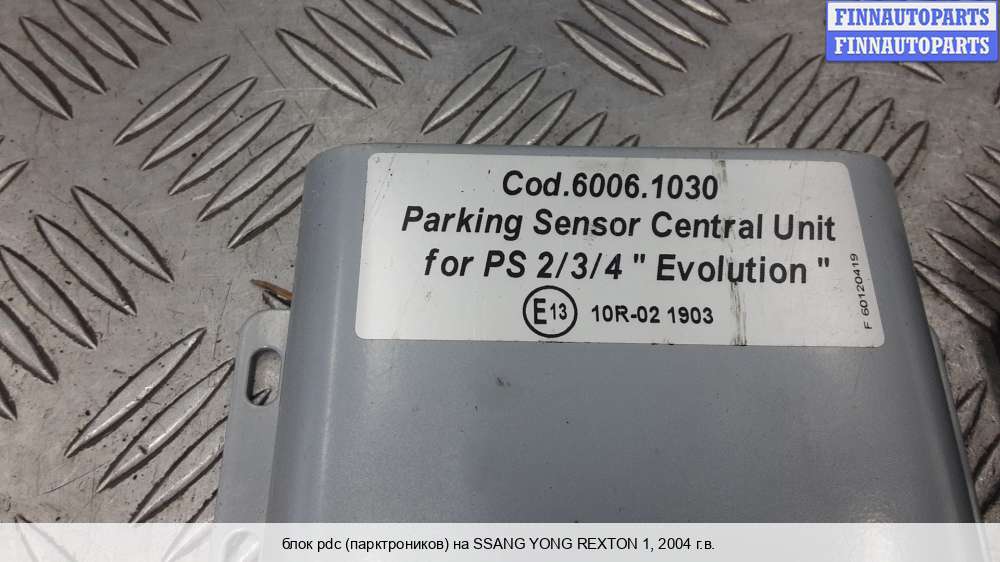 FINNAUTOPARTS
FINNAUTOPARTS
Cod.6006.1030
Parking Sensor Central Unit
for PS 2/3/4 " Evolution "
E13 10R-02 1903
F 60120419
блок pdc (парктроников) на SSANG YONG REXTON 1, 2004 г.в.